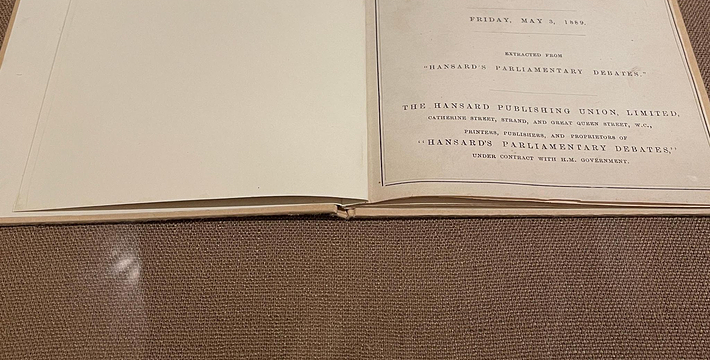 FRIDAY, MAY 3, 1889.
EXTRACTED FROM
"HANSARD'S PARLIAMENTARY DEBATES."
THE HANSARD PUBLISHING UNION, LIMITED,
CATHERINE STREET, STRAND, AND GREAT QUEEN STREET, W.C.,
PRINTERS, PUBLISHERS, AND PROPRIETORS OF
"HANSARD'S PARLIAMENTARY DEBATES,"
UNDER CONTRACT WITH H.M. GOVERNMENT.